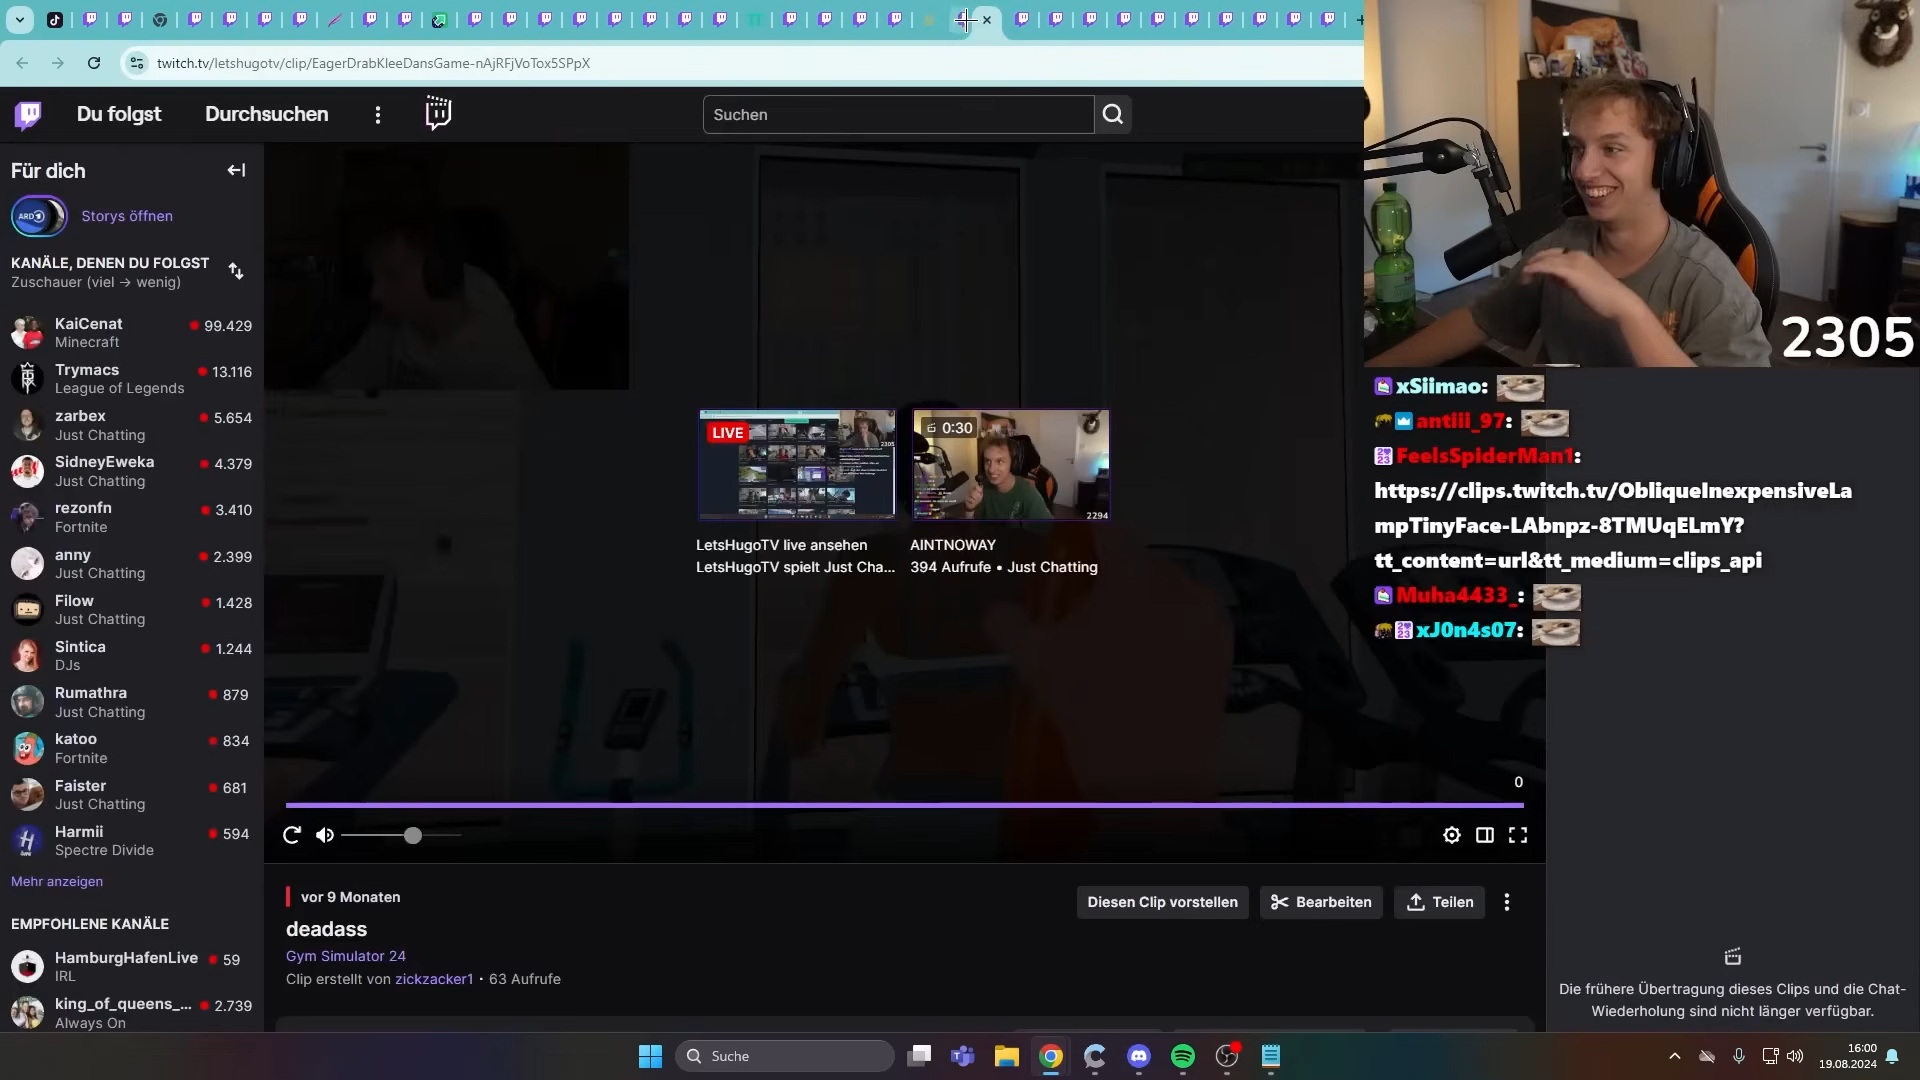 twitch.tv/letshugotv/clip/EagerDrabKleeDansGame-nAjRFjVoTox5SPpX
Du folgst
Durchsuchen
Suchen
Für dich
ARD
Storys öffnen
KANÄLE, DENEN DU FOLGST
Zuschauer (viel → wenig)
KaiCenat
99.429
Minecraft
Trymacs
13.116
League of Legends
zarbex
5.654
Just Chatting
SidneyEweka
4.379
Just Chatting
rezonfn
3.410
Fortnite
anny
2.399
Just Chatting
Filow
1.428
Just Chatting
Sintica
1.244
DJs
Rumathra
879
Just Chatting
katoo
834
Fortnite
Faister
681
Just Chatting
Harmii
594
Spectre Divide
Mehr anzeigen
EMPFOHLENE KANÄLE
HamburgHafenLive
59
IRL
king_of_queens_...
2.739
Always On
LIVE
LetsHugoTV live ansehen
LetsHugoTV spielt Just Cha...
0:30
2294
AINTNOWAY
394 Aufrufe • Just Chatting
0
vor 9 Monaten
deadass
Gym Simulator 24
Clip erstellt von zickzacker1 • 63 Aufrufe
Diesen Clip vorstellen
Bearbeiten
Teilen
2305
xSiimao:
antiii_97:
FeelsSpiderMan1:
https://clips.twitch.tv/ObliqueInexpensiveLa
mpTinyFace-LAbnpz-8TMUqELmY?
tt_content=url&tt_medium=clips_api
Muha4433_:
xJ0n4s07:
Die frühere Übertragung dieses Clips und die Chat-
Wiederholung sind nicht länger verfügbar.
Suche
16:00
19.08.2024